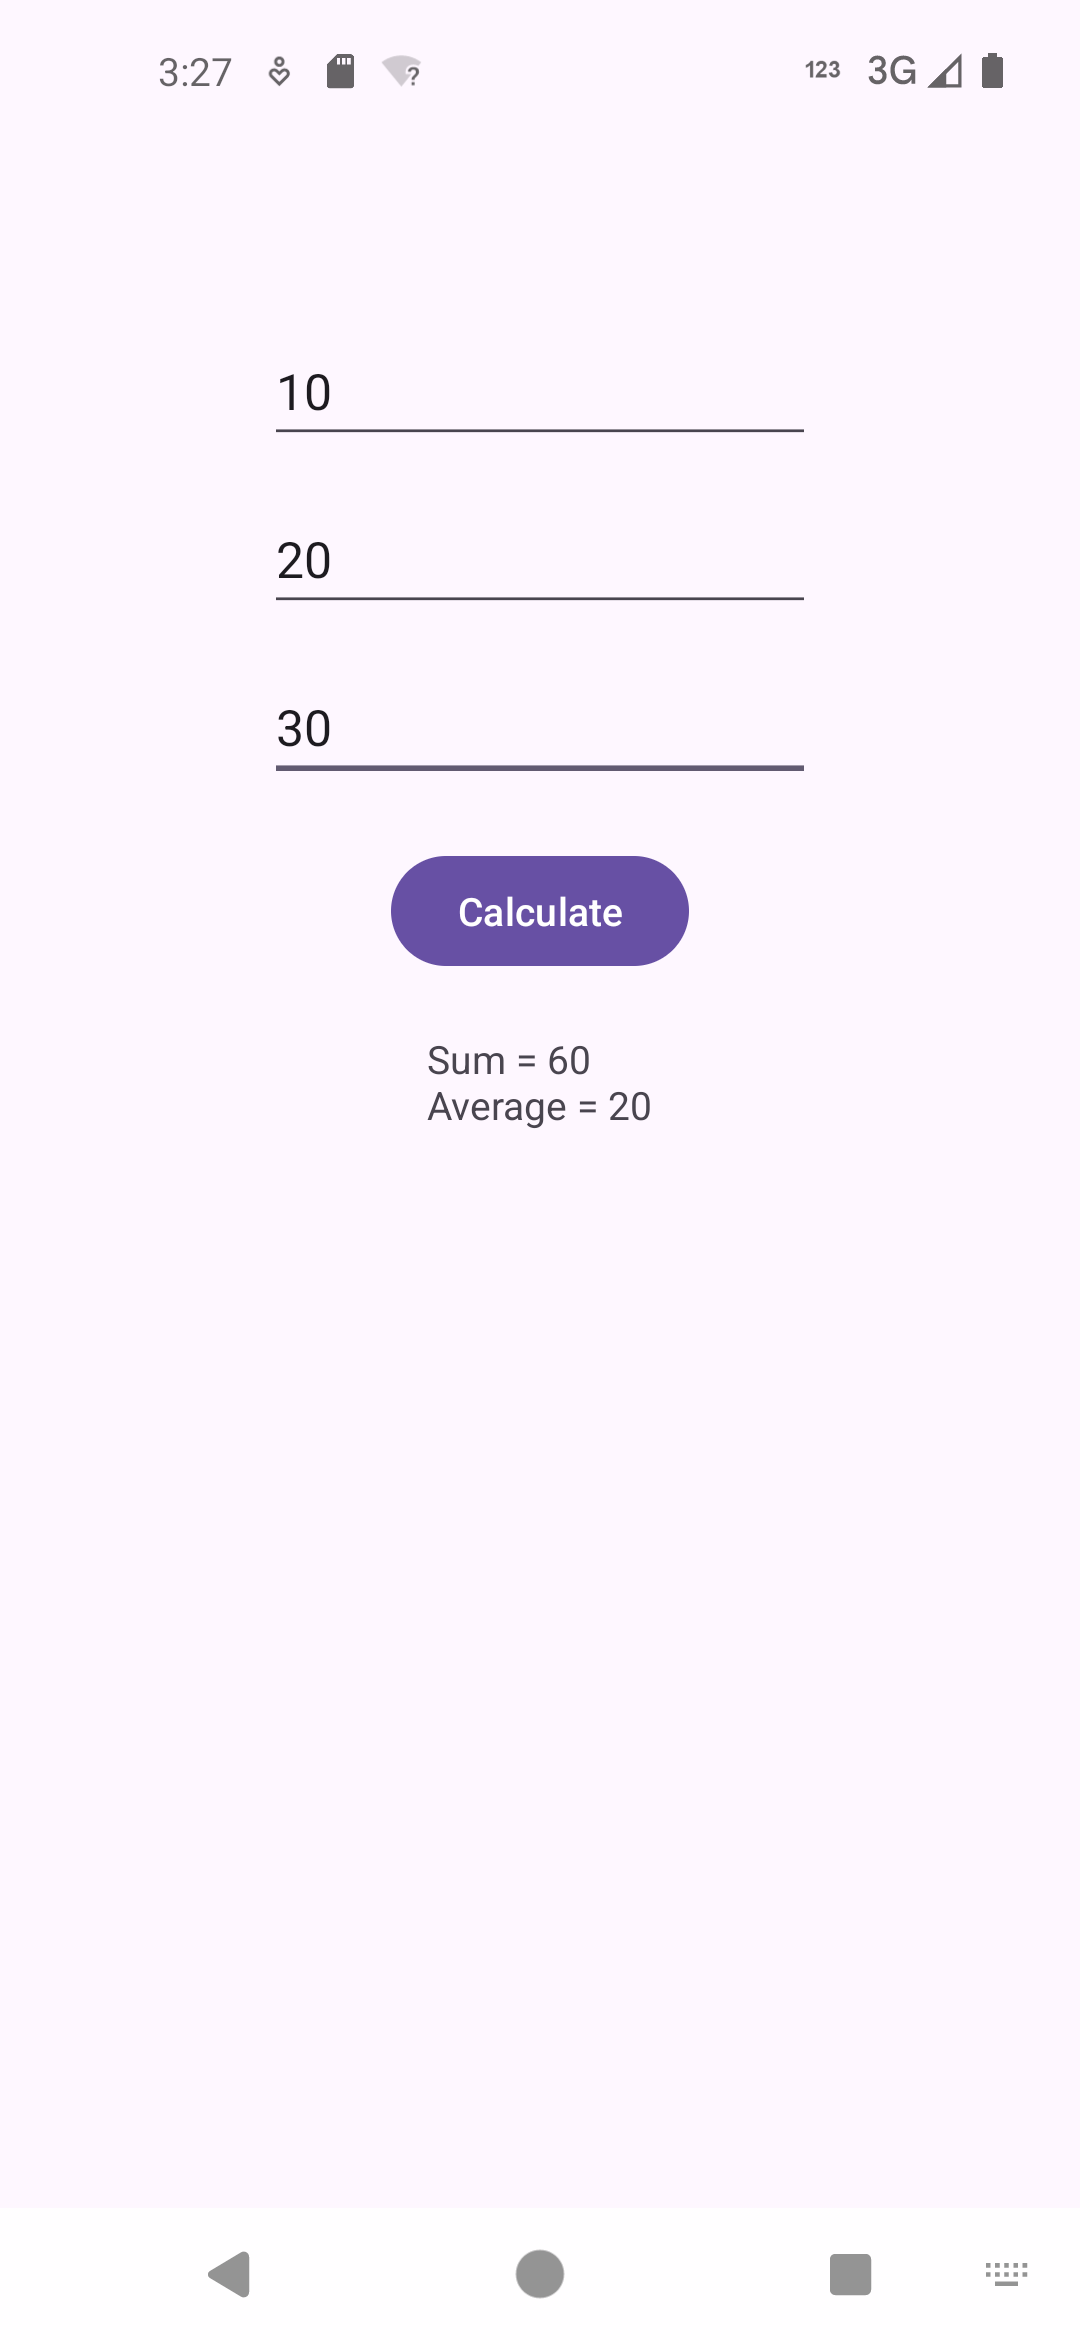 3:27 ? 123 3G
10
20
30
Calculate
Sum = 60
Average = 20